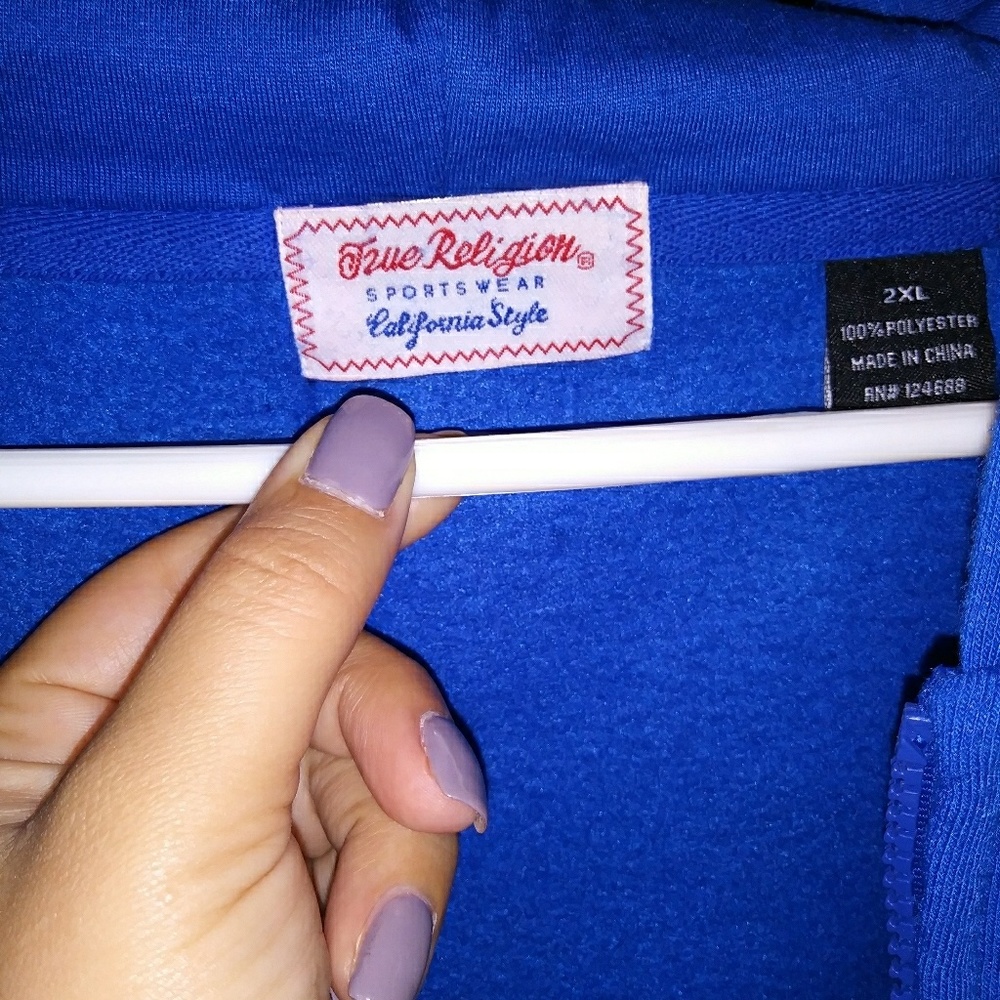 True Religion®
SPORTSWEAR
California Style
2XL
100%POLYESTER
MADE IN CHINA
RN# 124688